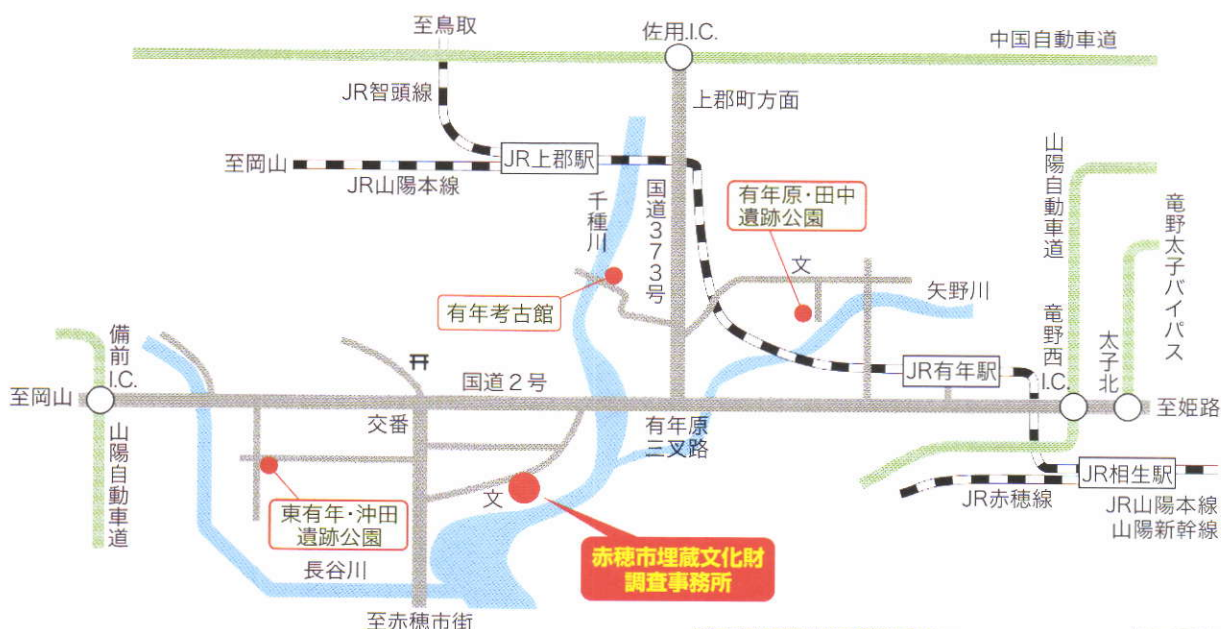 至鳥取
佐用.I.C.
中国自動車道
JR智頭線
上郡町方面
至岡山
JR上郡駅
JR山陽本線
千種川
国道373号
有年原・田中
遺跡公園
文
矢野川
山陽自動車道
竜野太子バイパス
有年考古館
備前
I.C.
至岡山
国道2号
交番
有年原
三叉路
JR有年駅
竜野西
I.C.
太子北
至姫路
山陽自動車道
東有年・沖田
遺跡公園
文
長谷川
赤穂市埋蔵文化財
調査事務所
JR相生駅
JR赤穂線
JR山陽本線
山陽新幹線
至赤穂市街